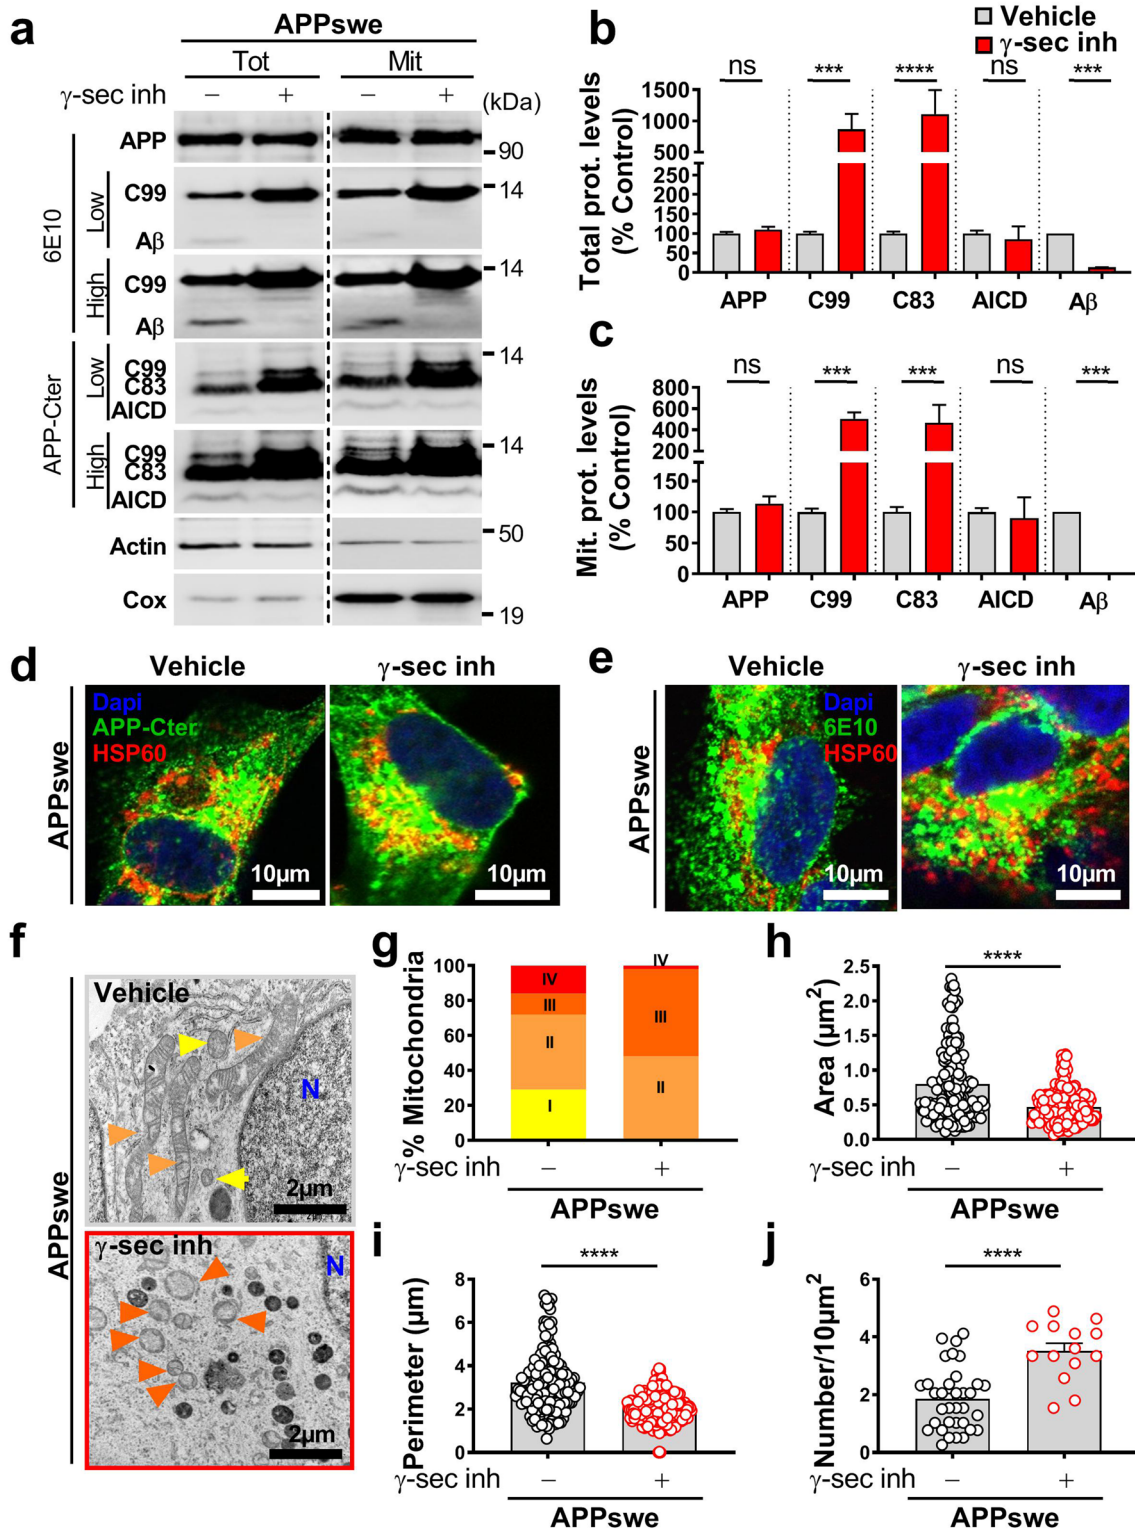 a
APPswe
Tot Mit
γ-sec inh − + − + (kDa)
6E10
APP-Cter
Low
High
Low
High
APP
90
C99
14
Aβ
C99
14
Aβ
C99
14
C83
AICD
C99
14
C83
AICD
Actin
50
Cox
19
b
Vehicle
γ-sec inh
ns *** **** ns ***
Total prot. levels
(% Control)
1500
1000
500
300
250
200
150
100
50
0
APP C99 C83 AICD Aβ
c
ns *** *** ns ***
Mit. prot. levels
(% Control)
800
600
400
200
150
100
50
0
APP C99 C83 AICD Aβ
d
Vehicle γ-sec inh
APPswe
Dapi
APP-Cter
HSP60
10µm 10µm
e
Vehicle γ-sec inh
APPswe
Dapi
6E10
HSP60
10µm 10µm
f
APPswe
Vehicle
N
2µm
γ-sec inh
N
2µm
g
% Mitochondria
100
80
60
40
20
0
IV
III
II
I
IV
III
II
γ-sec inh − +
APPswe
h
****
Area (µm²)
2.5
2.0
1.5
1.0
0.5
0.0
γ-sec inh − +
APPswe
i
****
Perimeter (µm)
8
6
4
2
0
γ-sec inh − +
APPswe
j
****
Number/10µm²
6
4
2
0
γ-sec inh − +
APPswe